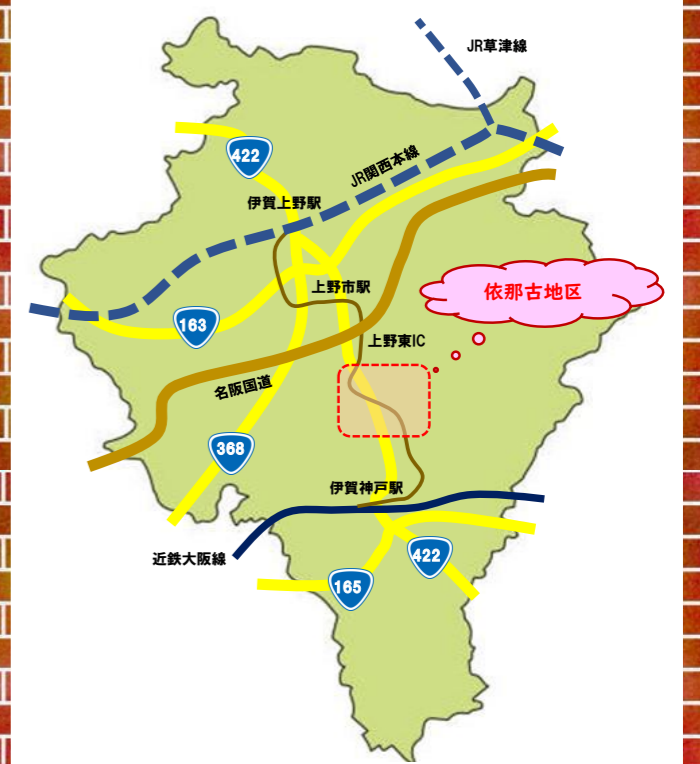 JR草津線
422
JR関西本線
伊賀上野駅
上野市駅
依那古地区
163
上野東IC
名阪国道
368
伊賀神戸駅
近鉄大阪線
422
165